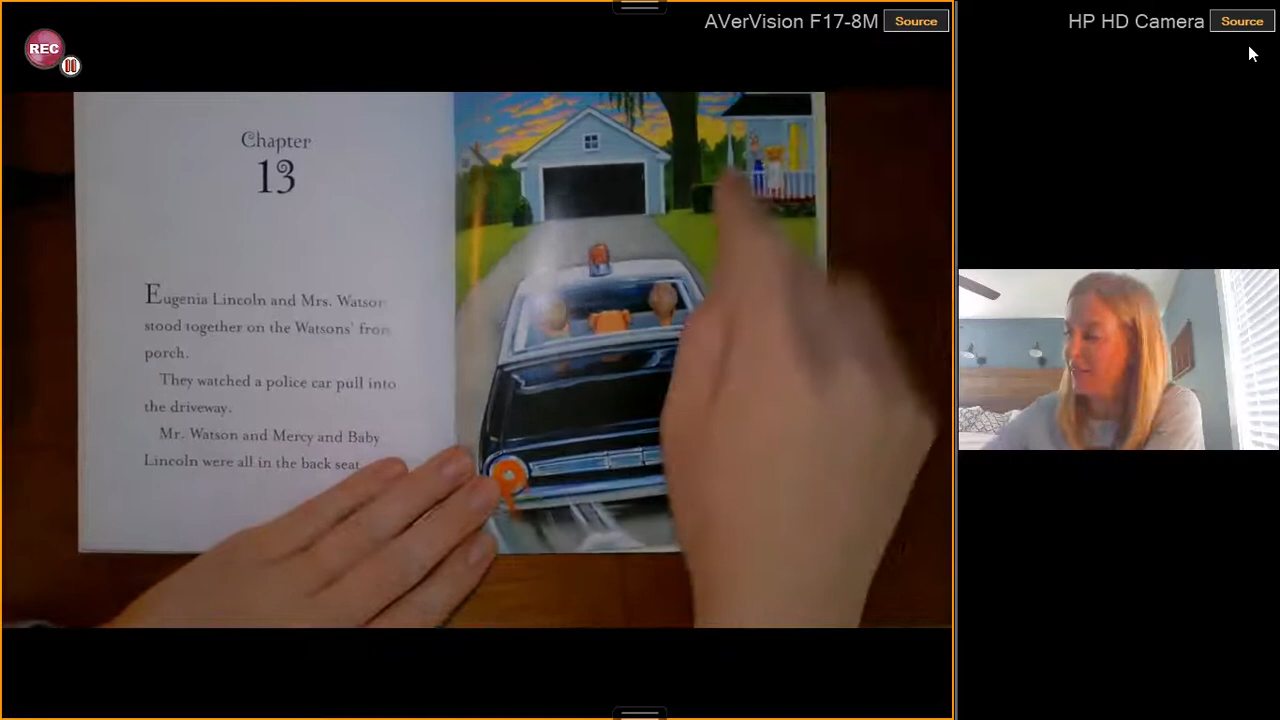 AVerVision F17-8M
Source
HP HD Camera
Source
REC
Chapter
13
Eugenia Lincoln and Mrs.
stood together on the Watsons'
porch.
They watched a police car pull into
the driveway.
Mr. Watson and Mercy and Baby
Lincoln were all in the back seat.